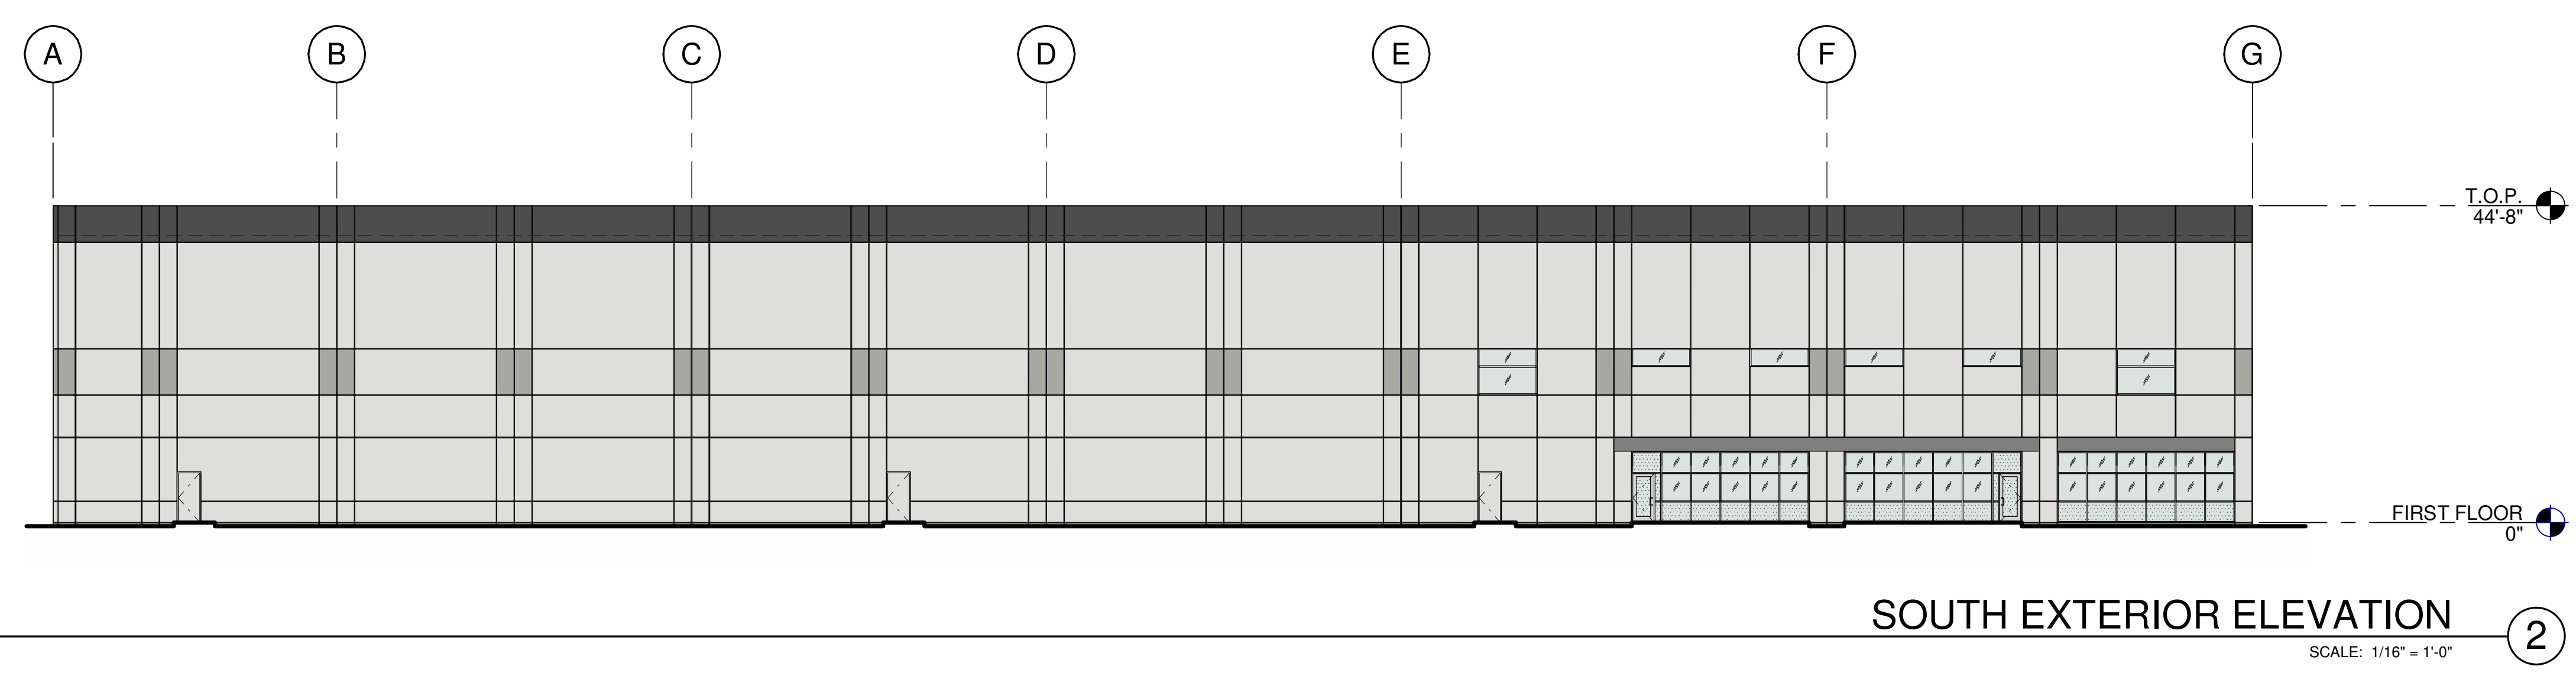 A B C D E F G
T.O.P.
44'-8"
FIRST FLOOR
0"
SOUTH EXTERIOR ELEVATION
2
SCALE: 1/16" = 1'-0"